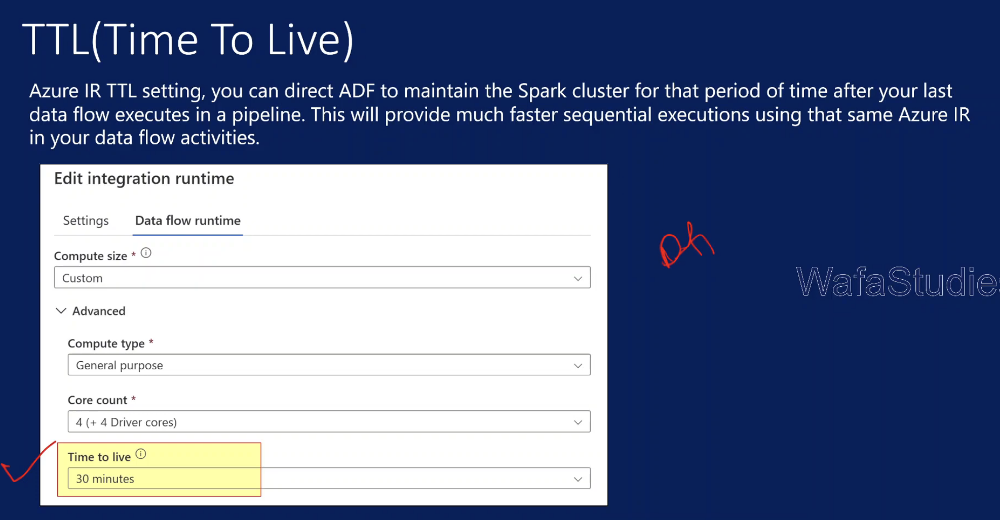 TTL(Time To Live)
Azure IR TTL setting, you can direct ADF to maintain the Spark cluster for that period of time after your last
data flow executes in a pipeline. This will provide much faster sequential executions using that same Azure IR
in your data flow activities.
Edit integration runtime
Settings Data flow runtime
Compute size *
Custom
WafaStudies
Advanced
Compute type *
General purpose
Core count *
4 (+ 4 Driver cores)
Time to live
30 minutes